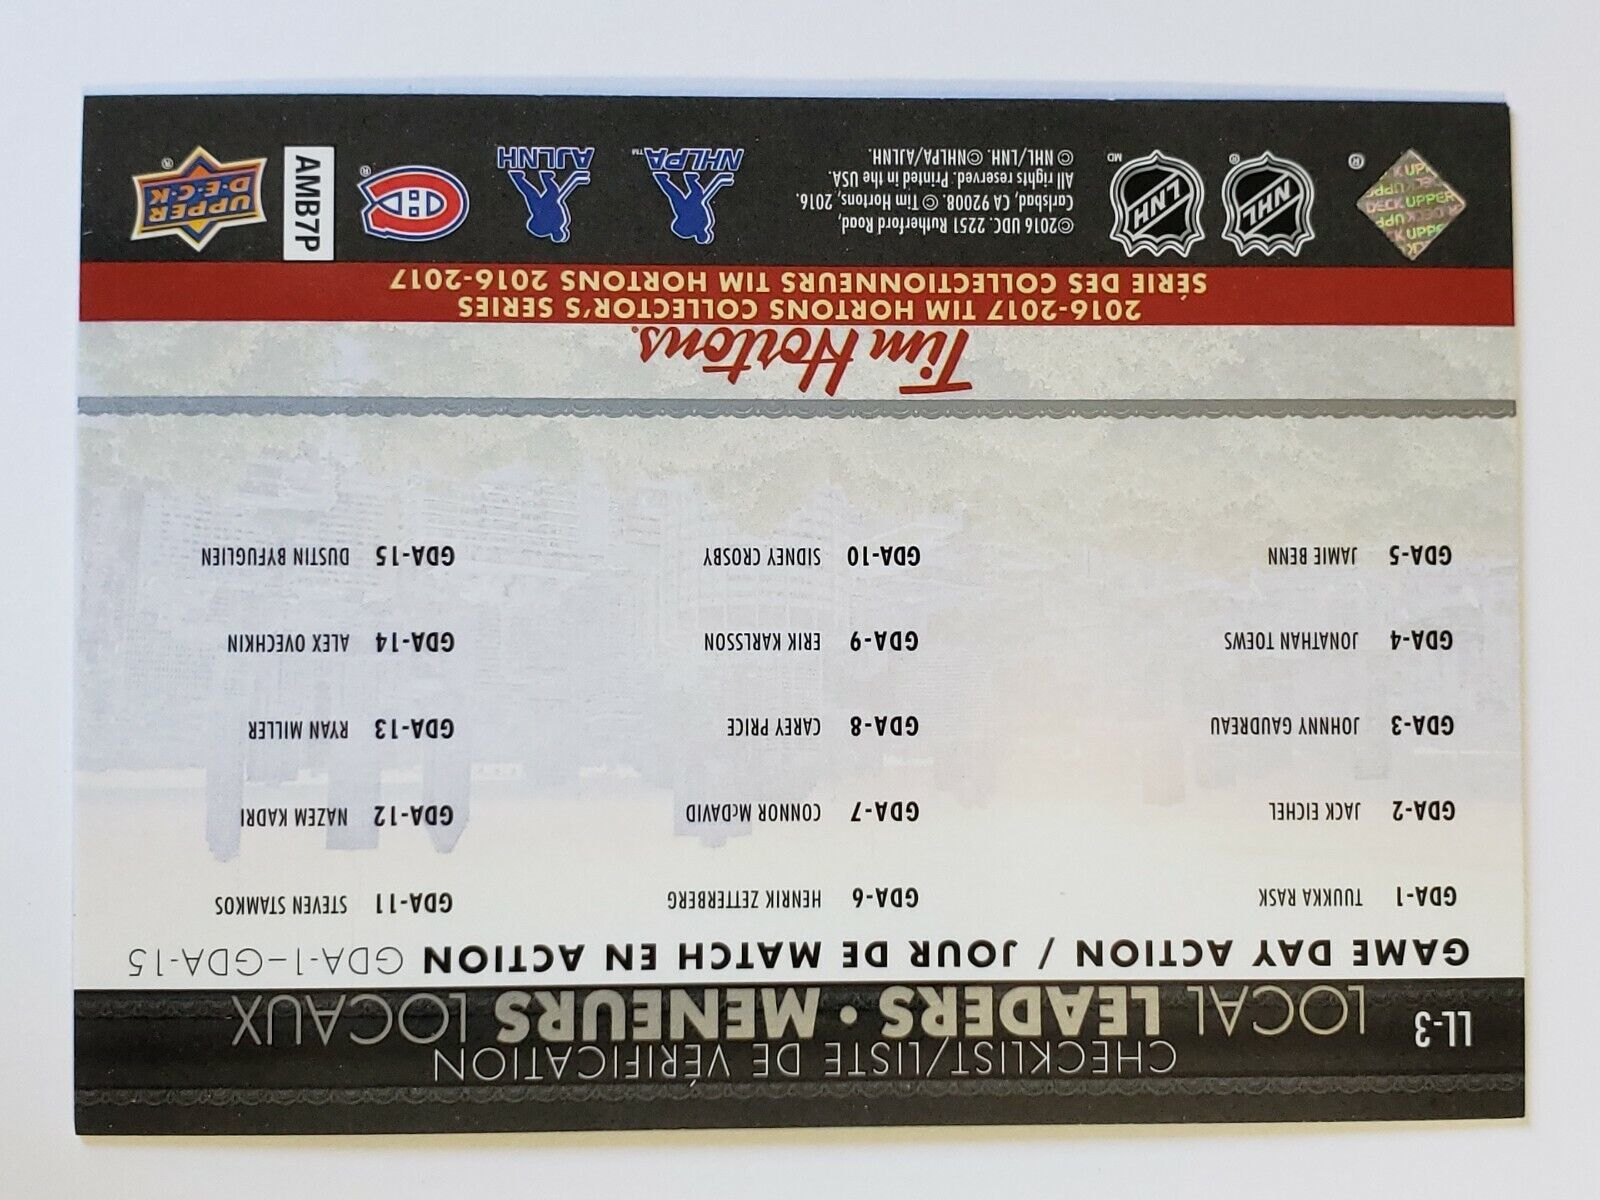 CHECKLIST/LISTE DE VÉRIFICATION
LL-3 LOCAL LEADERS • MENEURS LOCAUX
GAME DAY ACTION / JOUR DE MATCH EN ACTION GDA-1–GDA-15
GDA-1 TUUKKA RASK
GDA-2 JACK EICHEL
GDA-3 JOHNNY GAUDREAU
GDA-4 JONATHAN TOEWS
GDA-5 JAMIE BENN
GDA-6 HENRIK ZETTERBERG
GDA-7 CONNOR McDAVID
GDA-8 CAREY PRICE
GDA-9 ERIK KARLSSON
GDA-10 SIDNEY CROSBY
GDA-11 STEVEN STAMKOS
GDA-12 NAZEM KADRI
GDA-13 RYAN MILLER
GDA-14 ALEX OVECHKIN
GDA-15 DUSTIN BYFUGLIEN
Tim Hortons.
2016-2017 TIM HORTONS COLLECTOR'S SERIES
SÉRIE DES COLLECTIONNEURS TIM HORTONS 2016-2017
DECK UPPER
®
NHL
®
LNH
MD
©2016 UDC. 2251 Rutherford Road,
Carlsbad, CA 92008. © Tim Hortons, 2016.
All rights reserved. Printed in the USA.
© NHL/LNH. ©NHLPA/AJLNH.
NHLPA™
AJLNH
®
AMB7P
UPPER
D·E·C·K
®